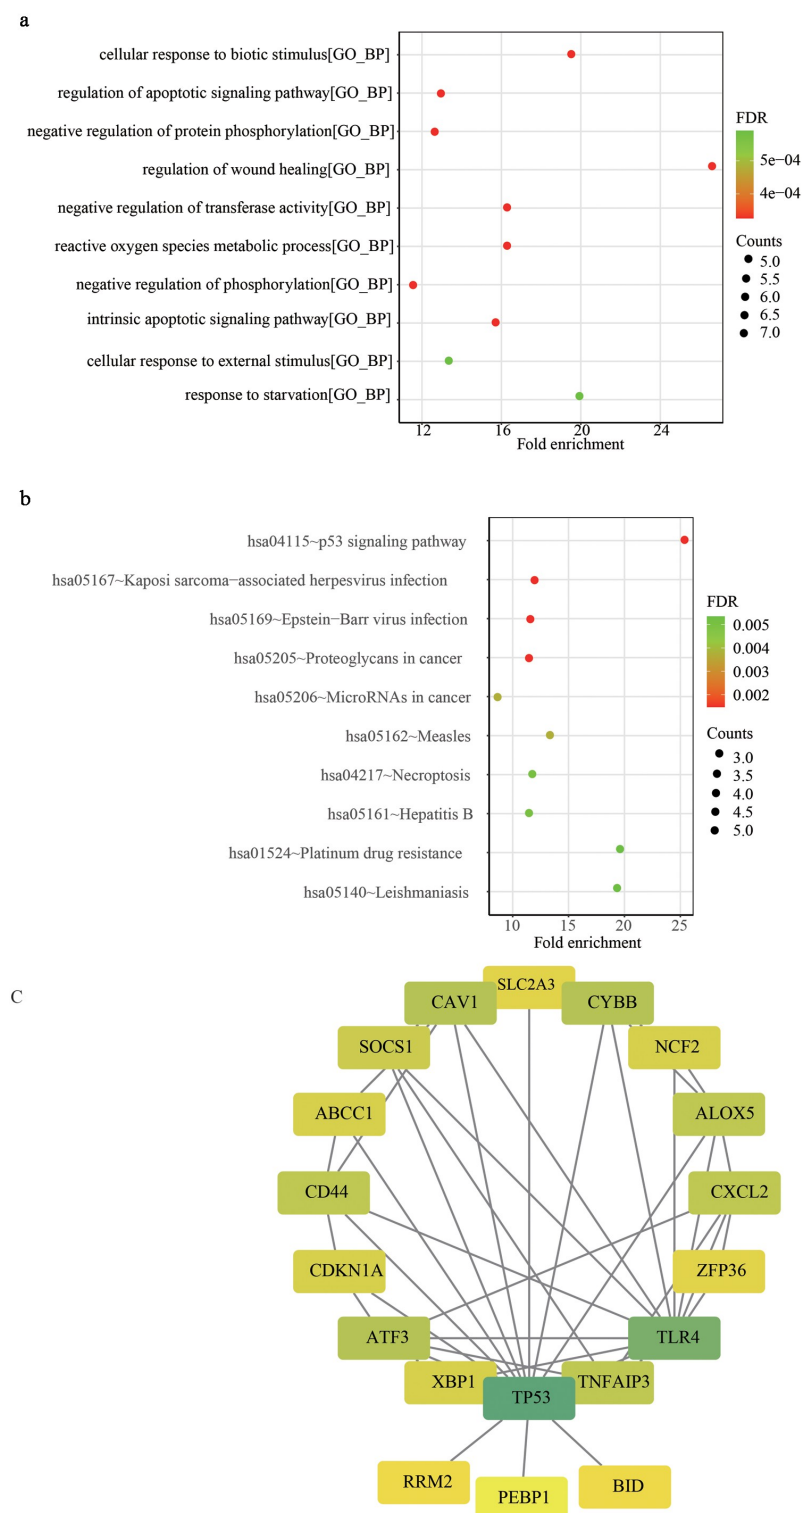 a
cellular response to biotic stimulus[GO_BP]
regulation of apoptotic signaling pathway[GO_BP]
negative regulation of protein phosphorylation[GO_BP]
regulation of wound healing[GO_BP]
negative regulation of transferase activity[GO_BP]
reactive oxygen species metabolic process[GO_BP]
negative regulation of phosphorylation[GO_BP]
intrinsic apoptotic signaling pathway[GO_BP]
cellular response to external stimulus[GO_BP]
response to starvation[GO_BP]
12 16 20 24
Fold enrichment
FDR
5e−04
4e−04
Counts
5.0
5.5
6.0
6.5
7.0
b
hsa04115~p53 signaling pathway
hsa05167~Kaposi sarcoma−associated herpesvirus infection
hsa05169~Epstein−Barr virus infection
hsa05205~Proteoglycans in cancer
hsa05206~MicroRNAs in cancer
hsa05162~Measles
hsa04217~Necroptosis
hsa05161~Hepatitis B
hsa01524~Platinum drug resistance
hsa05140~Leishmaniasis
10 15 20 25
Fold enrichment
FDR
0.005
0.004
0.003
0.002
Counts
3.0
3.5
4.0
4.5
5.0
C
SLC2A3
CAV1 CYBB
SOCS1 NCF2
ABCC1 ALOX5
CD44 CXCL2
CDKN1A ZFP36
ATF3 TLR4
XBP1 TNFAIP3
TP53
RRM2 BID
PEBP1